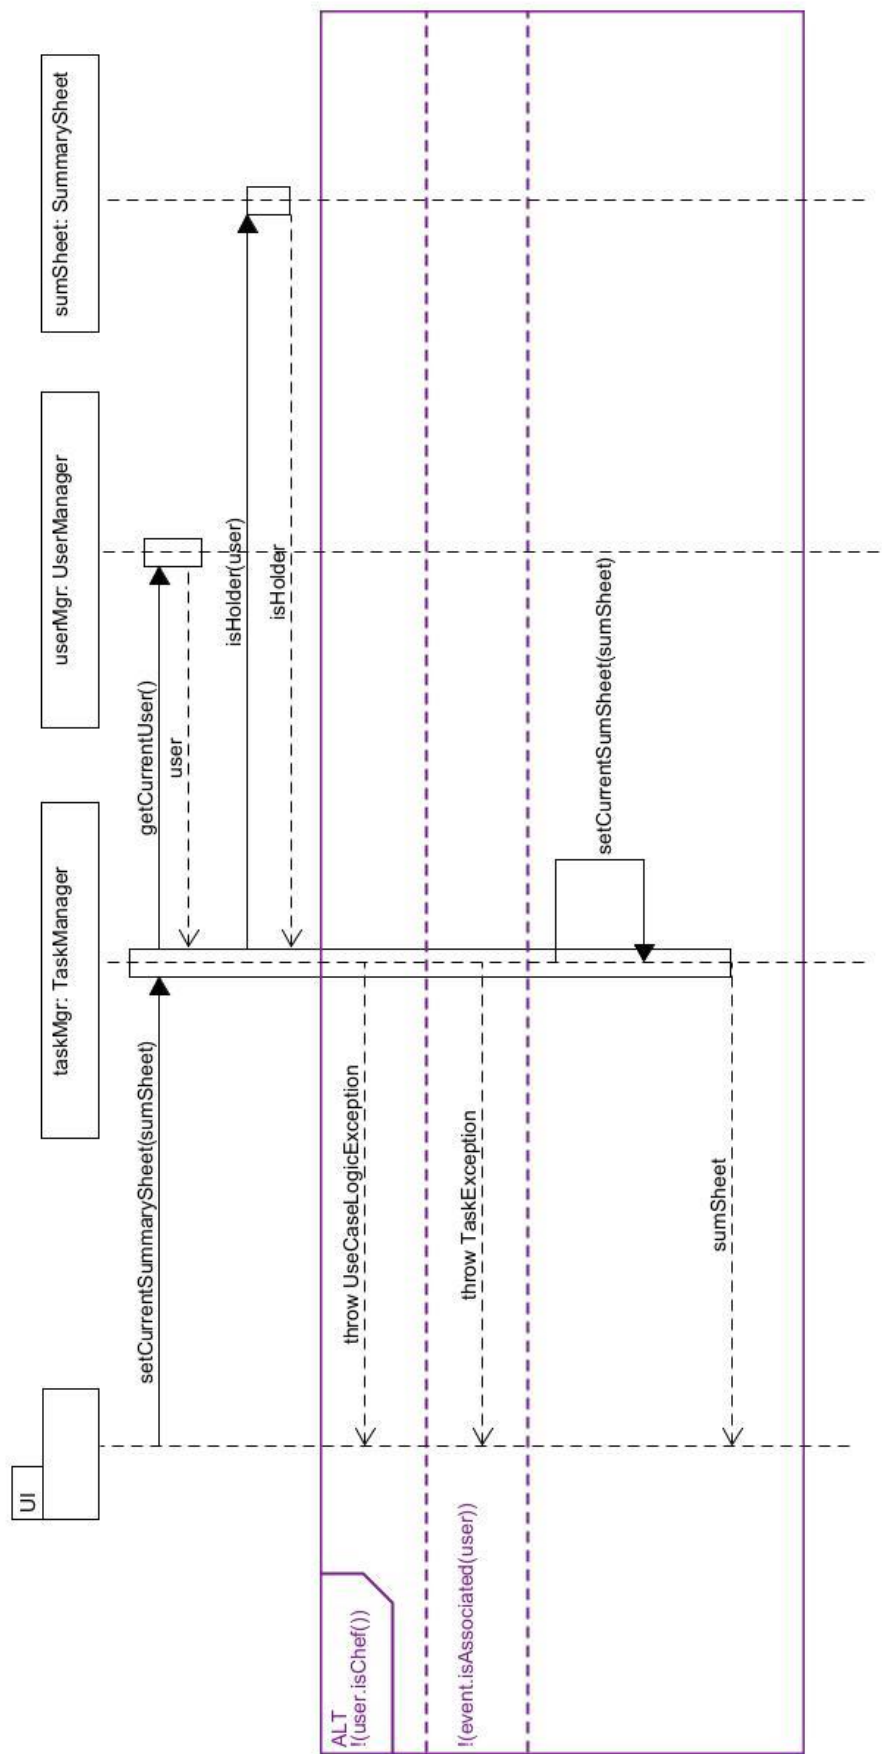 UI
taskMgr: TaskManager
userMgr: UserManager
sumSheet: SummarySheet
setCurrentSummarySheet(sumSheet)
getCurrentUser()
user
isHolder(user)
isHolder
ALT
!(user.isChef())
throw UseCaseLogicException
!(event.isAssociated(user))
throw TaskException
setCurrentSumSheet(sumSheet)
sumSheet